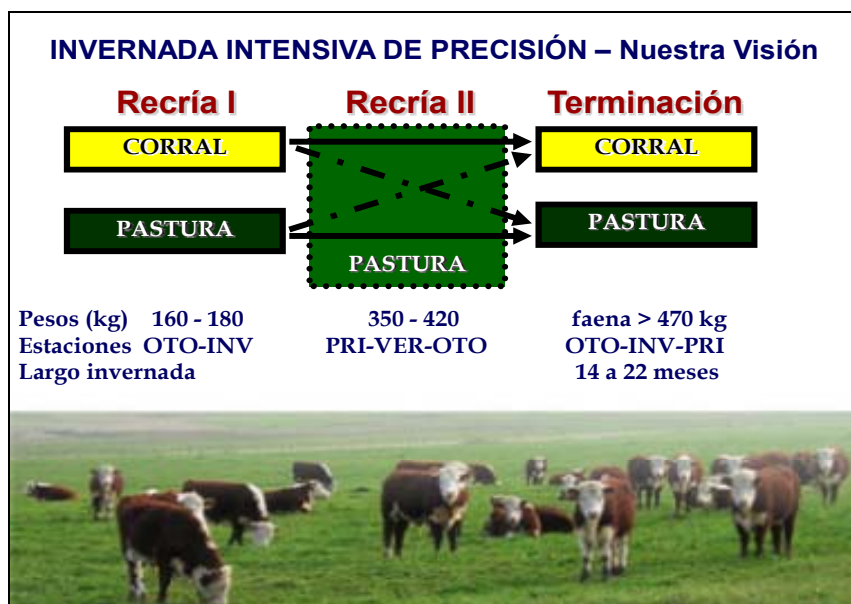 INVERNADA INTENSIVA DE PRECISIÓN – Nuestra Visión
Recría I Recría II Terminación
CORRAL CORRAL
PASTURA PASTURA
PASTURA
Pesos (kg) 160 - 180 350 - 420 faena > 470 kg
Estaciones OTO-INV PRI-VER-OTO OTO-INV-PRI
Largo invernada 14 a 22 meses